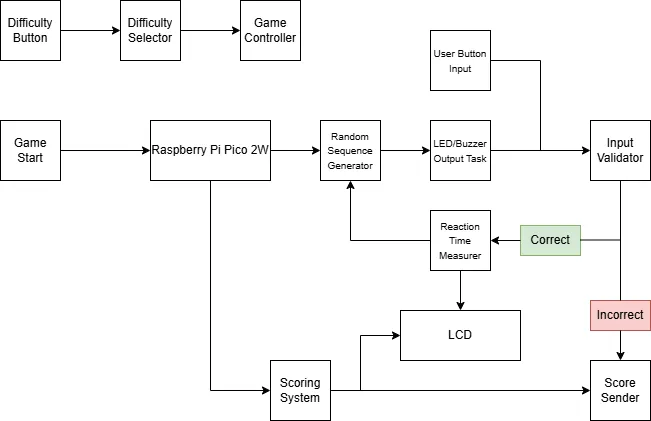 Difficulty
Button
Difficulty
Selector
Game
Controller
User Button
Input
Game
Start
Raspberry Pi Pico 2W
Random
Sequence
Generator
LED/Buzzer
Output Task
Input
Validator
Reaction
Time
Measurer
Correct
Incorrect
LCD
Scoring
System
Score
Sender